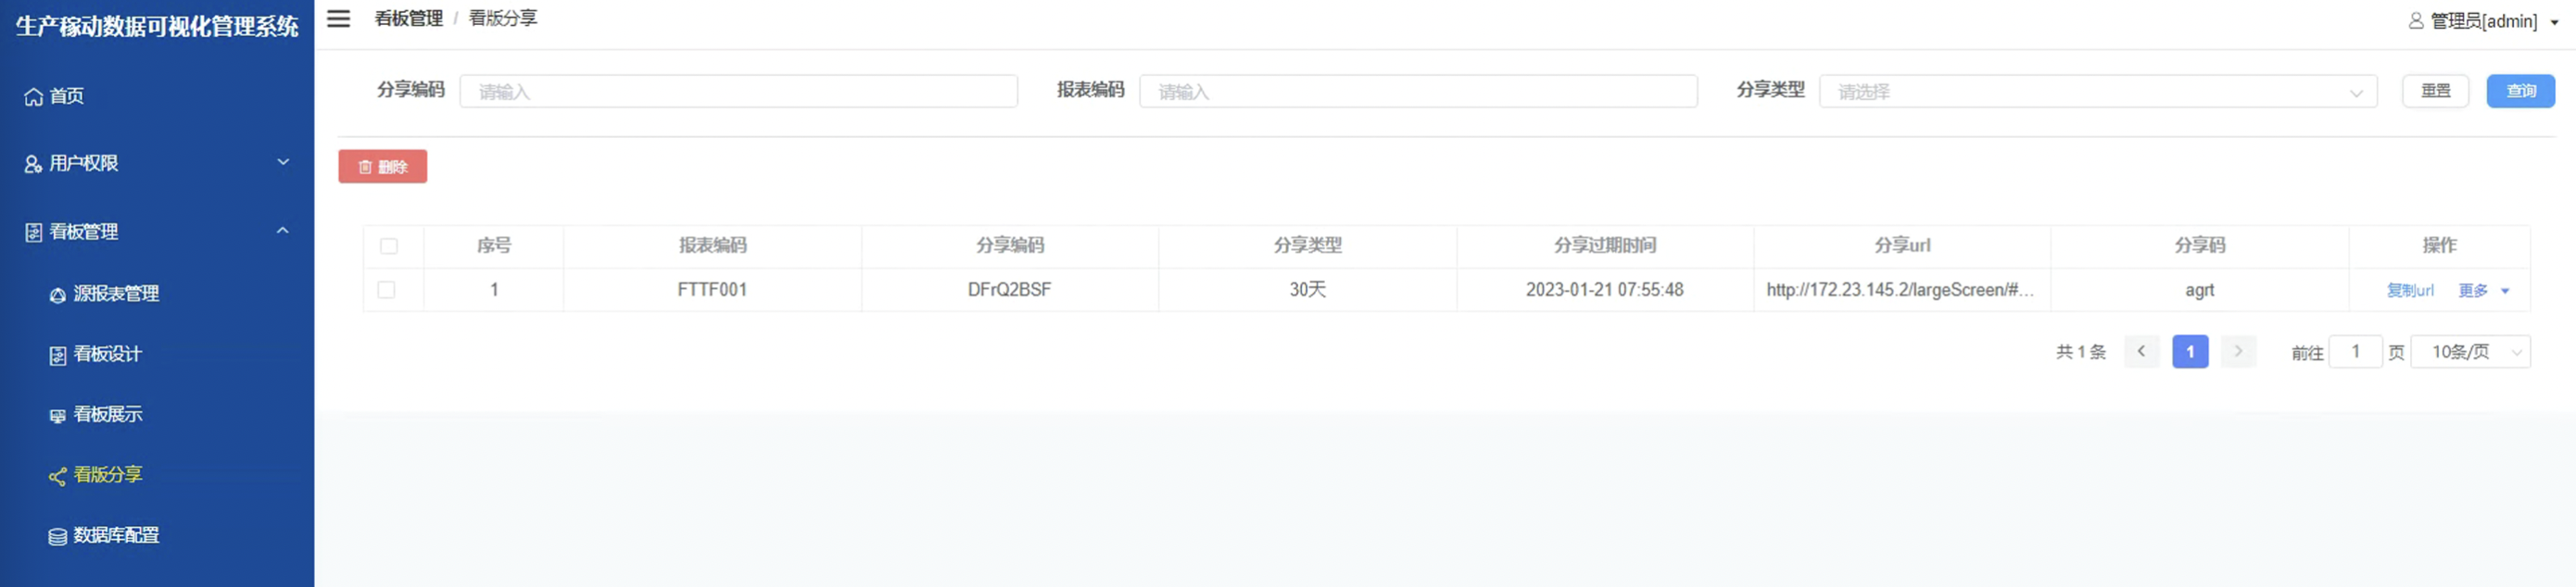 生产稼动数据可视化管理系统
看板管理 / 看版分享
管理员[admin]
首页
用户权限
看板管理
源报表管理
看板设计
看板展示
看版分享
数据库配置
分享编码 请输入 报表编码 请输入 分享类型 请选择 重置 查询
删除
序号 报表编码 分享编码 分享类型 分享过期时间 分享url 分享码 操作
1 FTTF001 DFrQ2BSF 30天 2023-01-21 07:55:48 http://172.23.145.2/largeScreen/#... agrt 复制url 更多
共 1 条 1 前往 1 页 10条/页